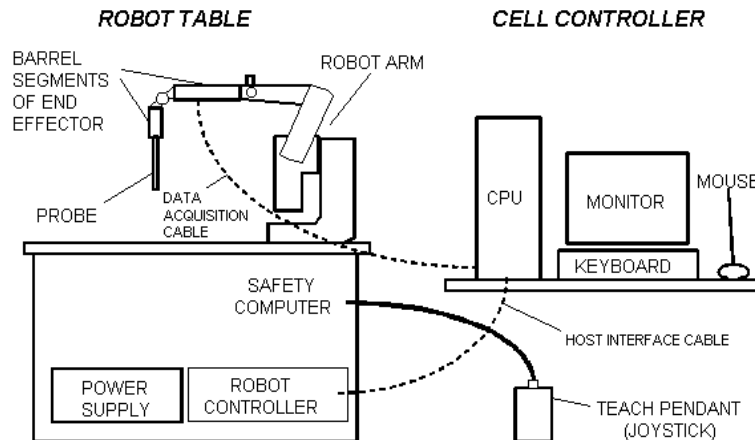 ROBOT TABLE
CELL CONTROLLER
BARREL
SEGMENTS
OF END
EFFECTOR
ROBOT ARM
PROBE
DATA
ACQUISITION
CABLE
CPU
MONITOR
MOUSE
KEYBOARD
SAFETY
COMPUTER
HOST INTERFACE CABLE
POWER
SUPPLY
ROBOT
CONTROLLER
TEACH PENDANT
(JOYSTICK)